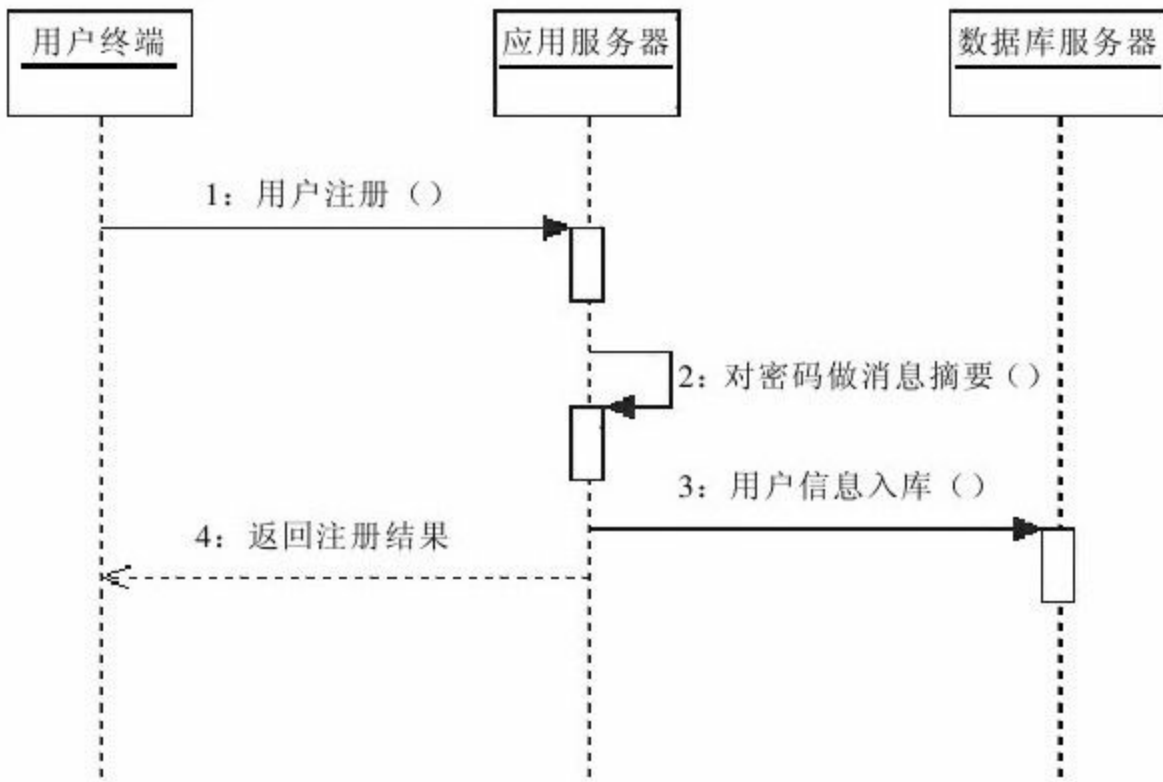 用户终端
应用服务器
数据库服务器
1：用户注册（）
2：对密码做消息摘要（）
3：用户信息入库（）
4：返回注册结果